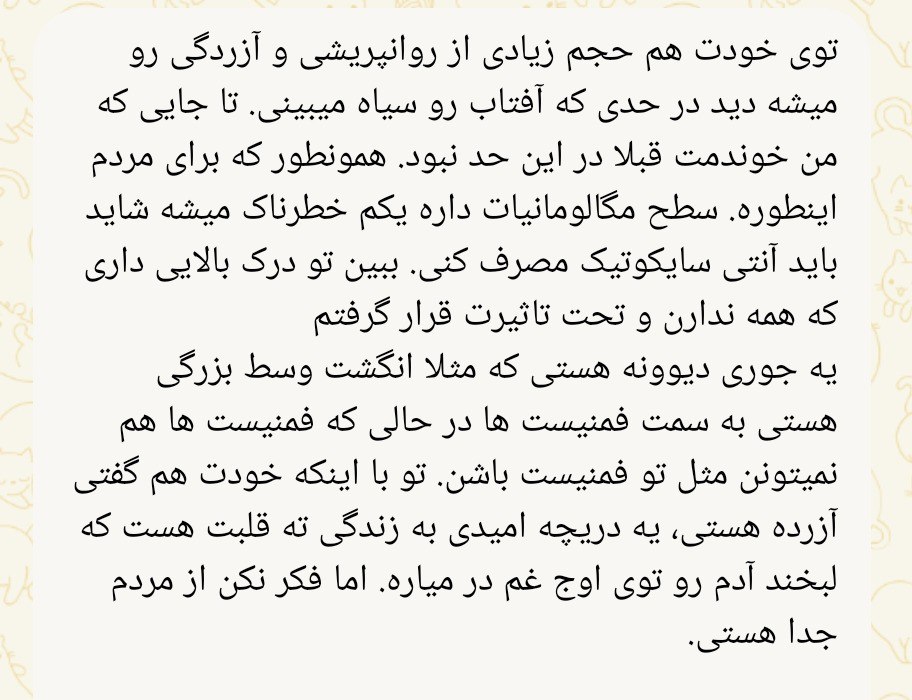 توی خودت هم حجم زیادی از روانپریشی و آزردگی رو
میشه دید در حدی که آفتاب رو سیاه میبینی. تا جایی که
من خوندمت قبلا در این حد نبود. همونطور که برای مردم
اینطوره. سطح مگالومانیات داره یکم خطرناک میشه شاید
باید آنتی سایکوتیک مصرف کنی. ببین تو درک بالایی داری
که همه ندارن و تحت تاثیرت قرار گرفتم
یه جوری دیوونه هستی که مثلا انگشت وسط بزرگی
هستی به سمت فمنیست ها در حالی که فمنیست ها هم
نمیتونن مثل تو فمنیست باشن. تو با اینکه خودت هم گفتی
آزرده هستی، یه دریچه امیدی به زندگی ته قلبت هست که
لبخند آدم رو توی اوج غم در میاره. اما فکر نکن از مردم
جدا هستی.